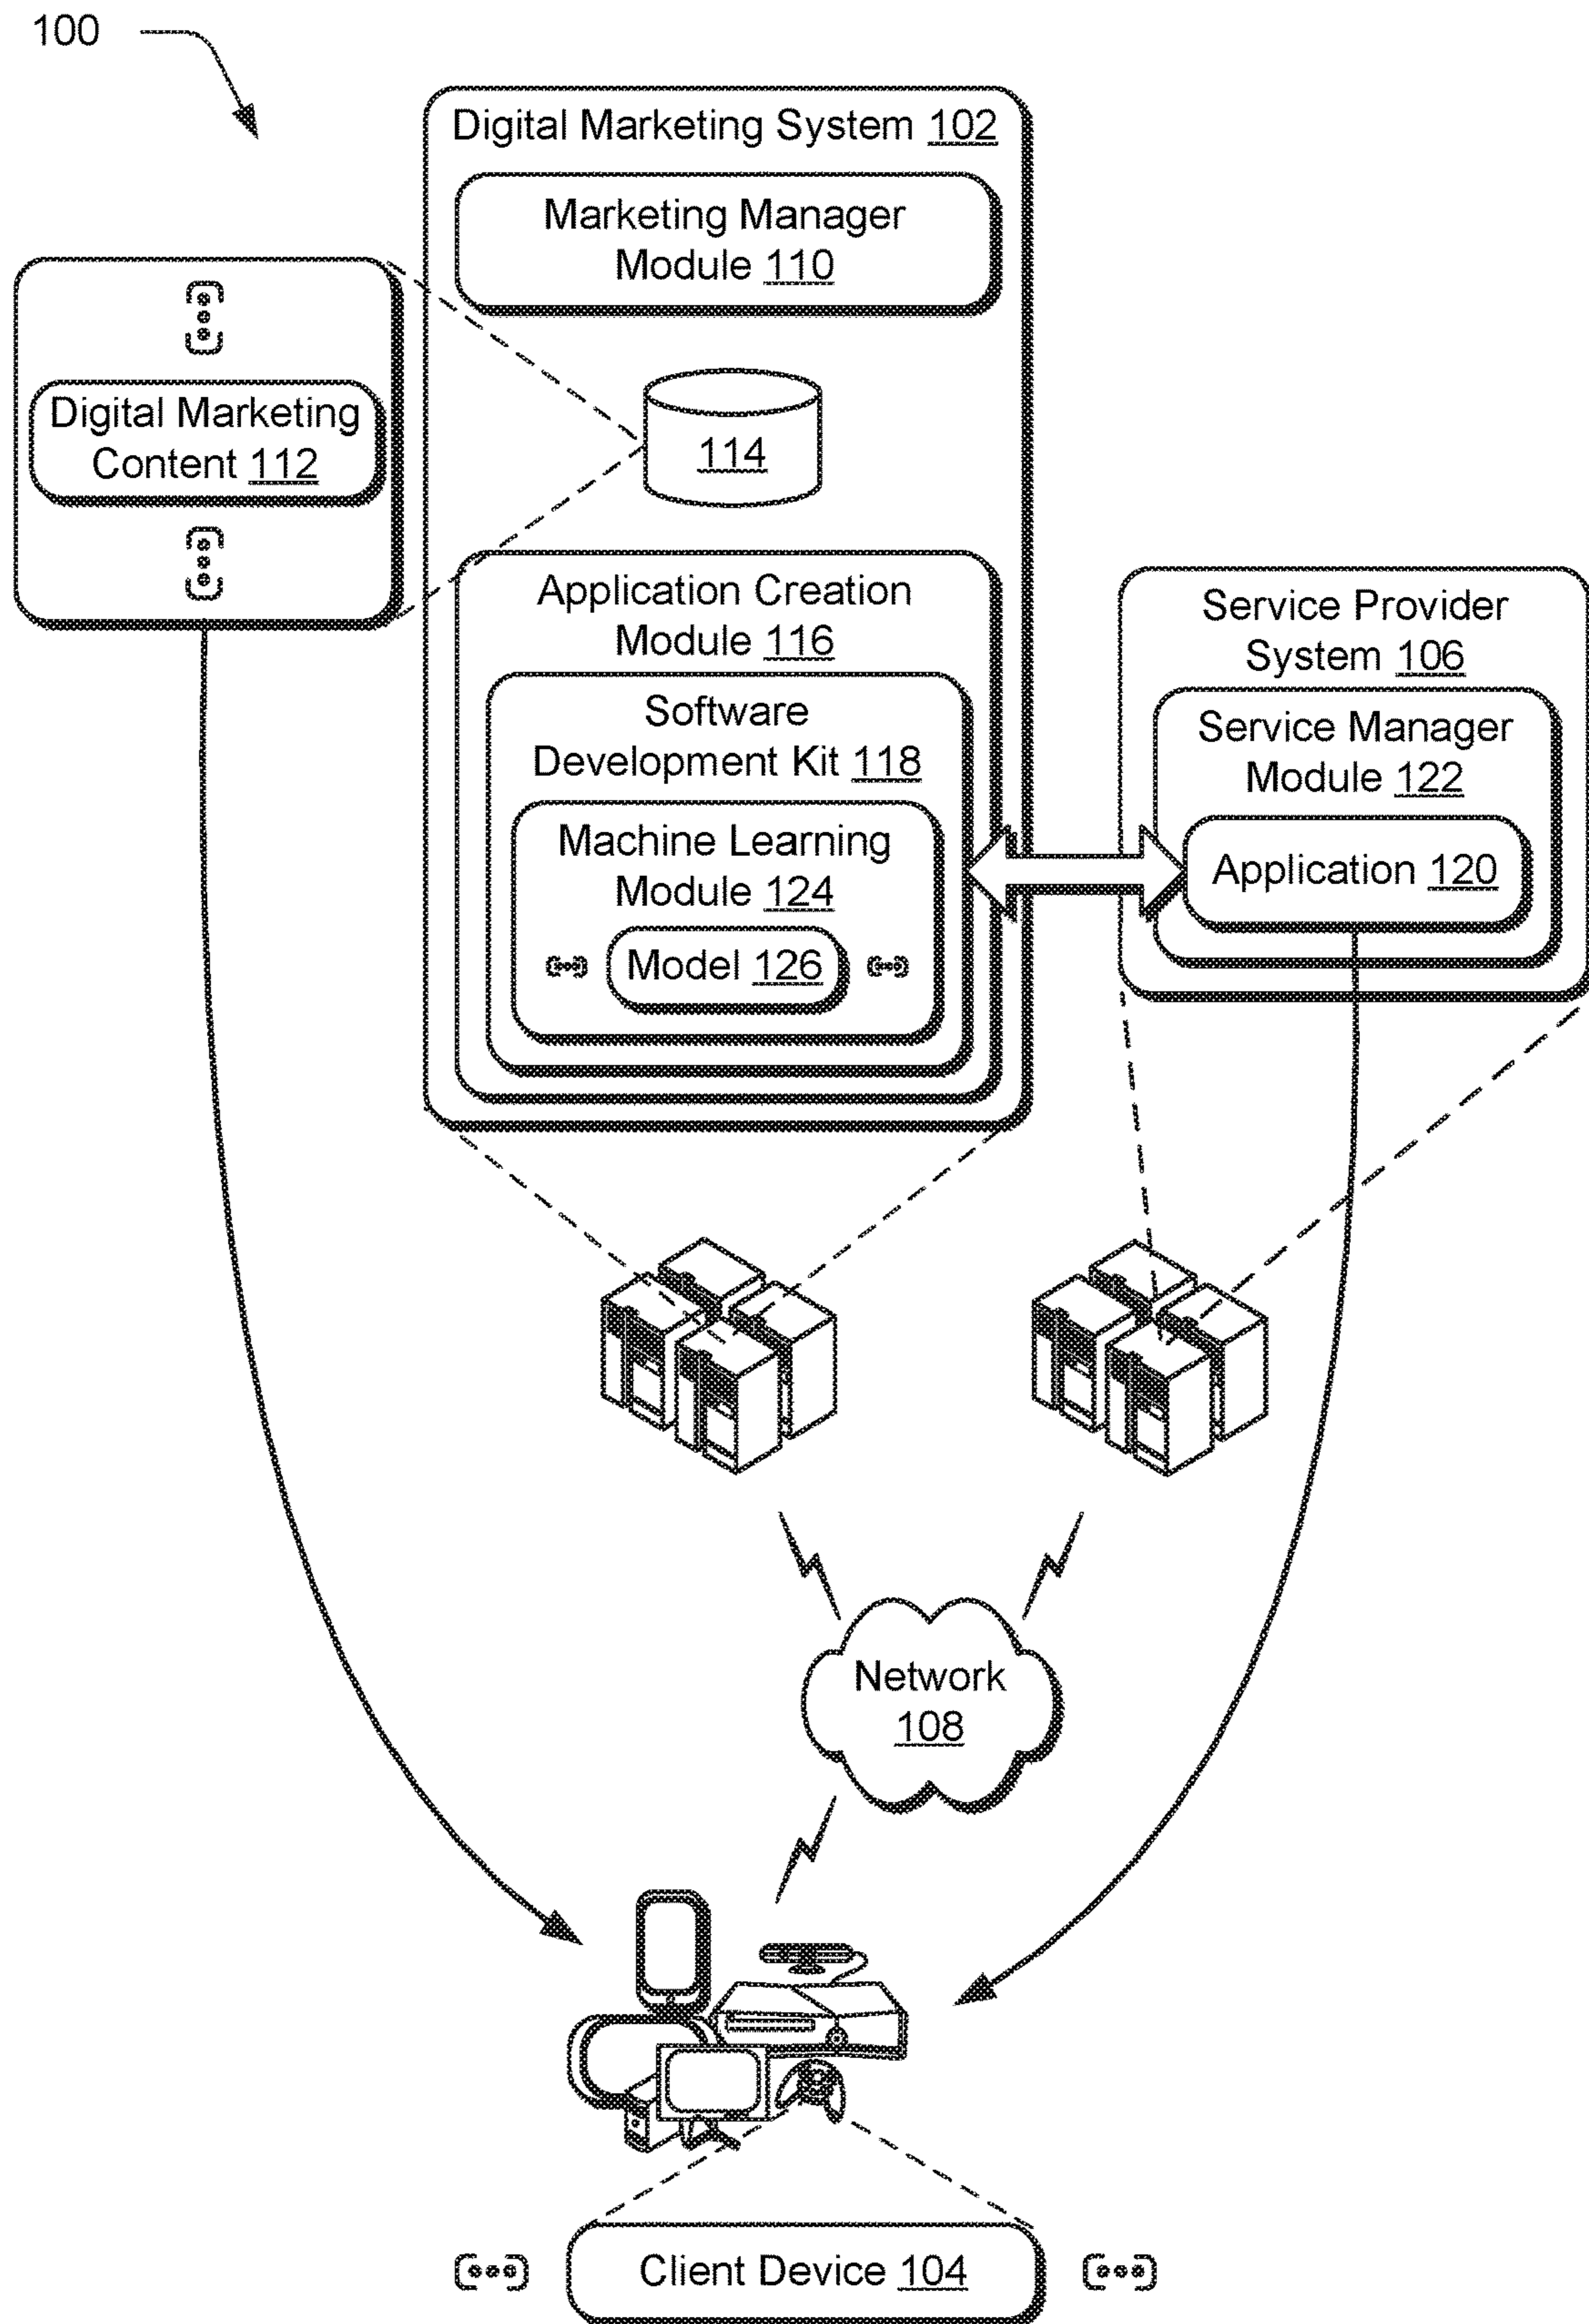 100
Digital Marketing System 102
Marketing Manager
Module 110
Digital Marketing
Content 112
114
Application Creation
Module 116
Software
Development Kit 118
Machine Learning
Module 124
Model 126
Service Provider
System 106
Service Manager
Module 122
Application 120
Network
108
Client Device 104